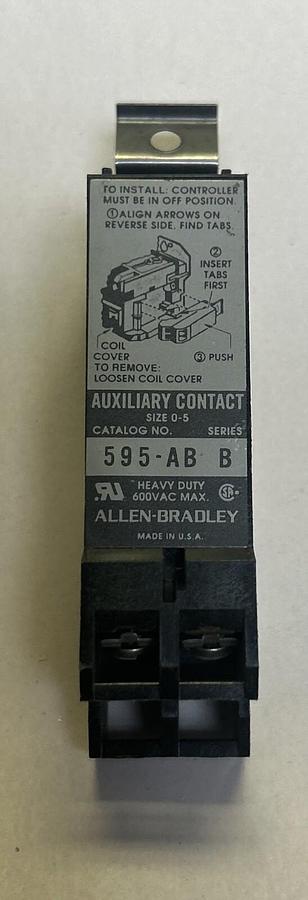 TO INSTALL: CONTROLLER
MUST BE IN OFF POSITION.
① ALIGN ARROWS ON
REVERSE SIDE. FIND TABS.
②
INSERT
TABS
FIRST
COIL
COVER
③ PUSH
TO REMOVE:
LOOSEN COIL COVER
AUXILIARY CONTACT
SIZE 0-5
CATALOG NO. SERIES
595-AB B
HEAVY DUTY
600VAC MAX.
ALLEN-BRADLEY
MADE IN U.S.A.